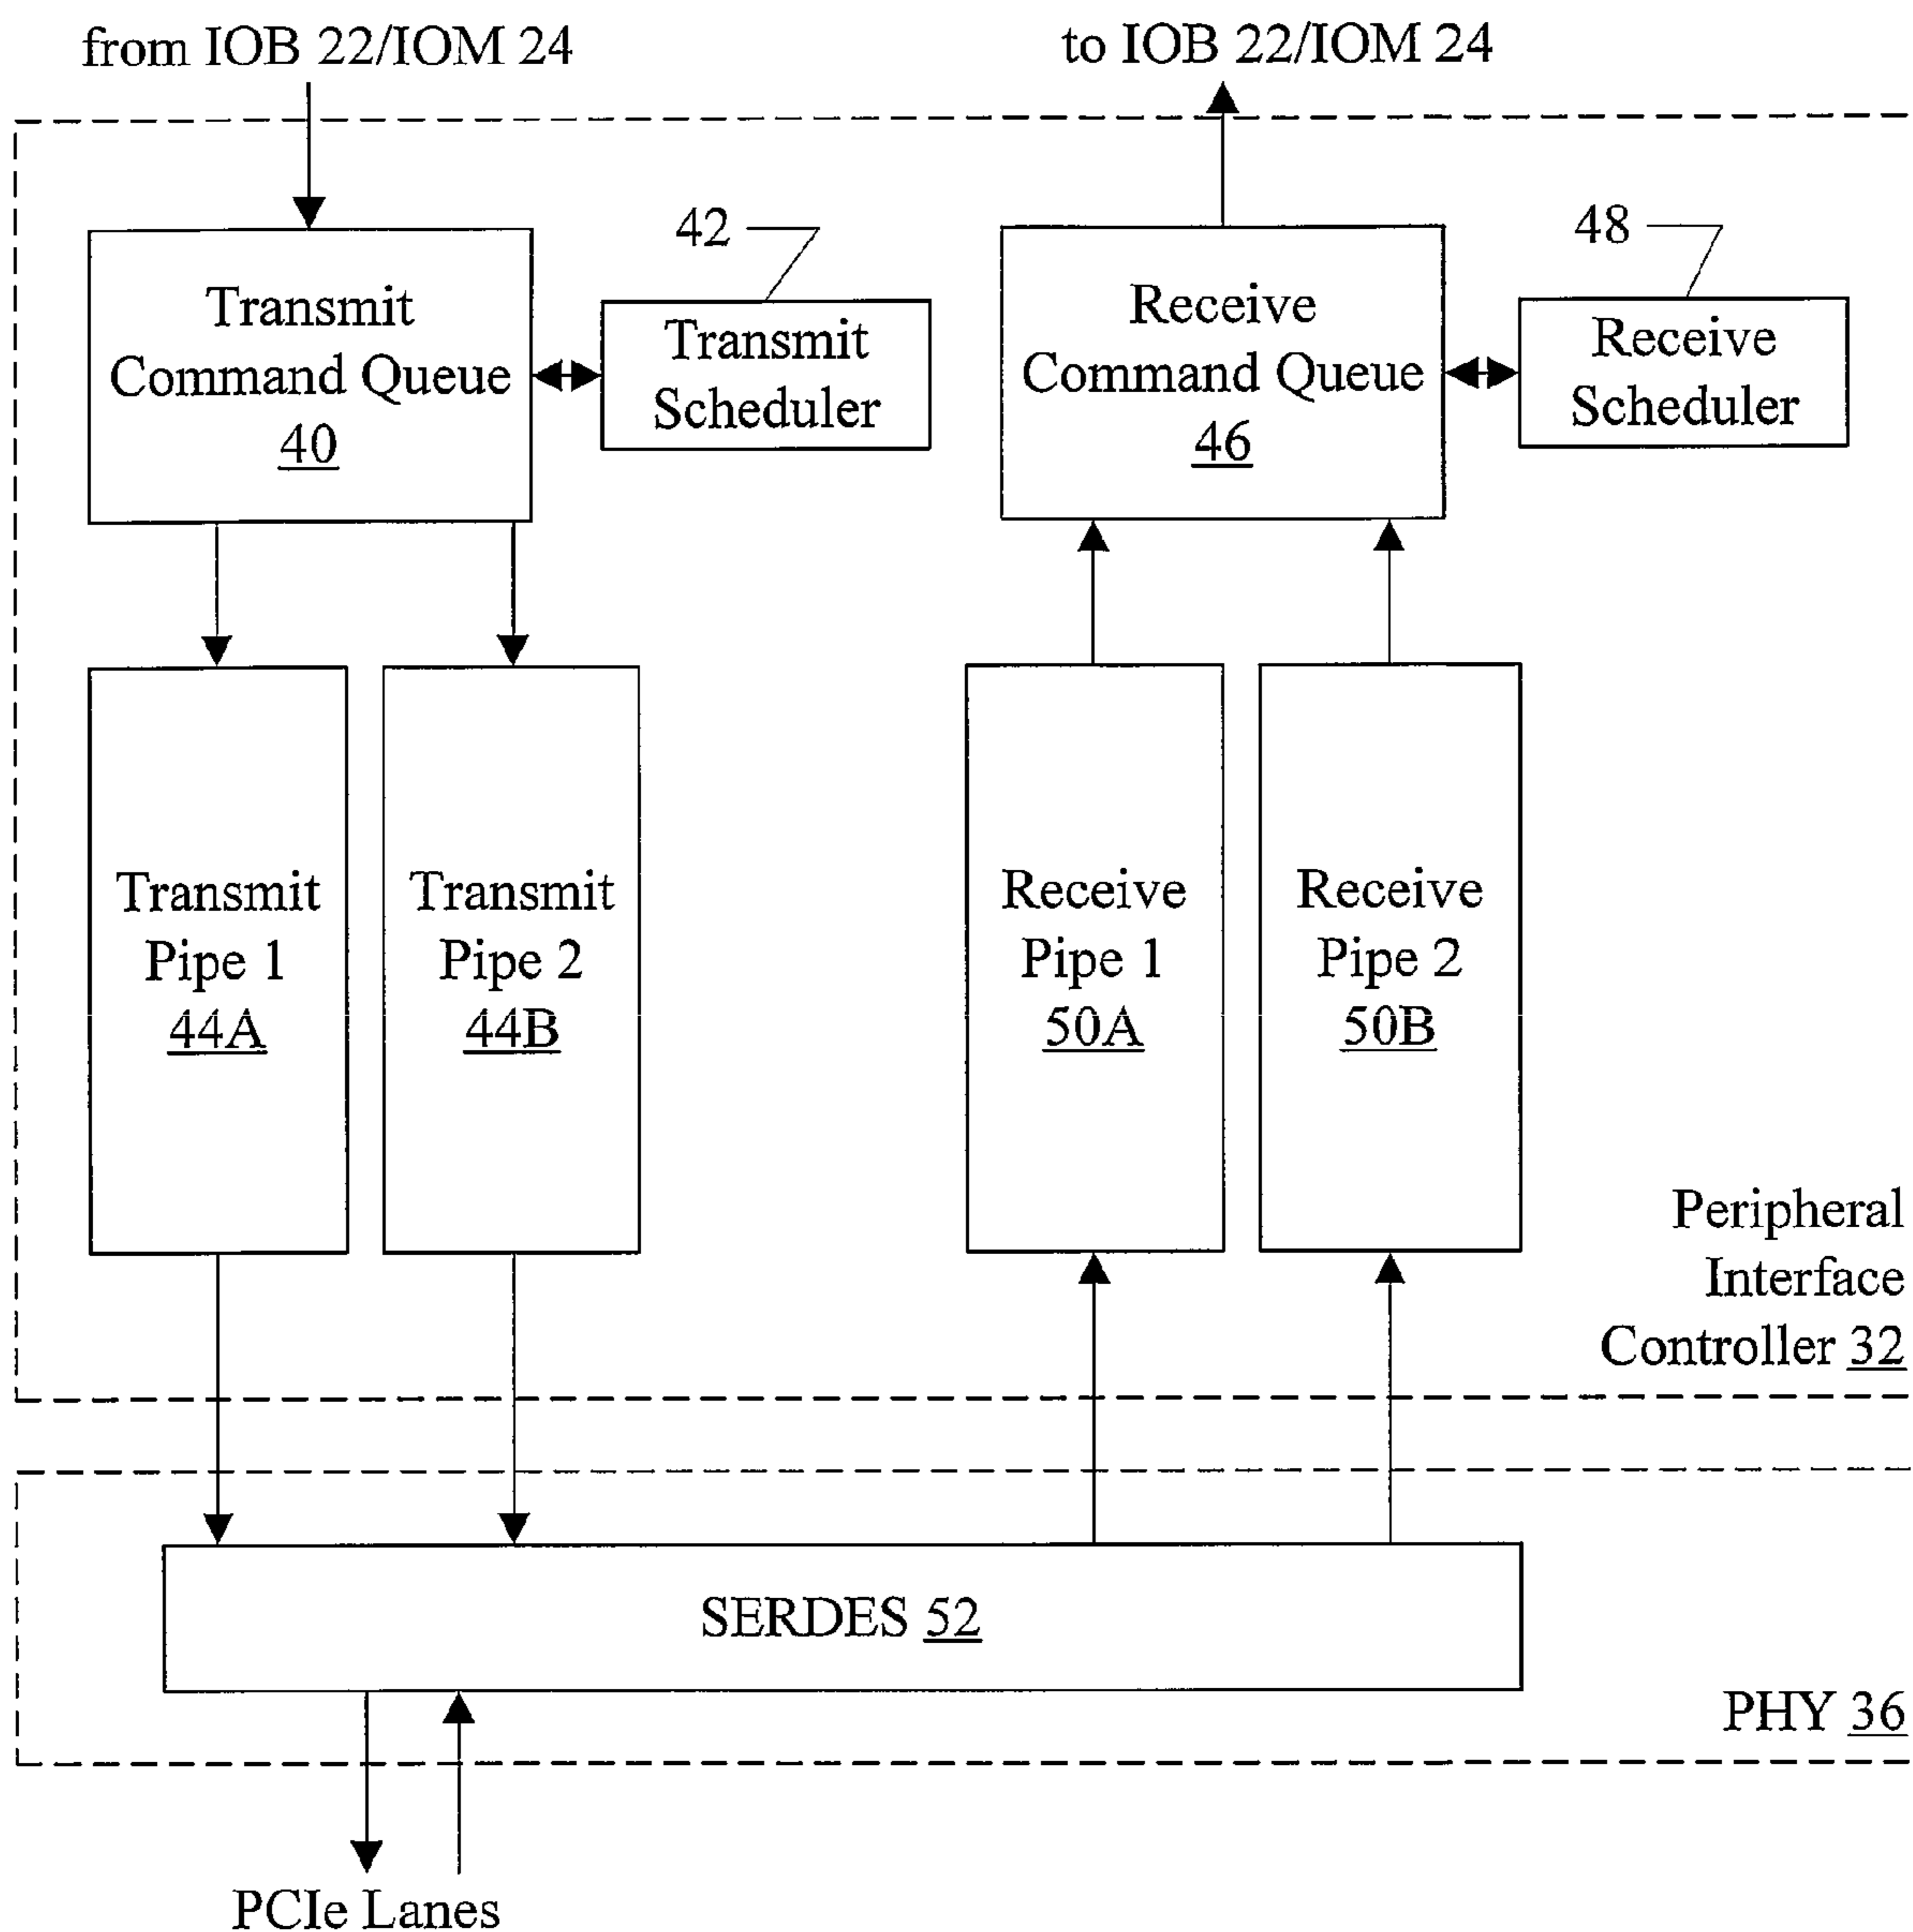 from IOB 22/IOM 24
to IOB 22/IOM 24
Transmit
Command Queue
40
42
Transmit
Scheduler
Receive
Command Queue
46
48
Receive
Scheduler
Transmit
Pipe 1
44A
Transmit
Pipe 2
44B
Receive
Pipe 1
50A
Receive
Pipe 2
50B
Peripheral
Interface
Controller 32
SERDES 52
PHY 36
PCIe Lanes